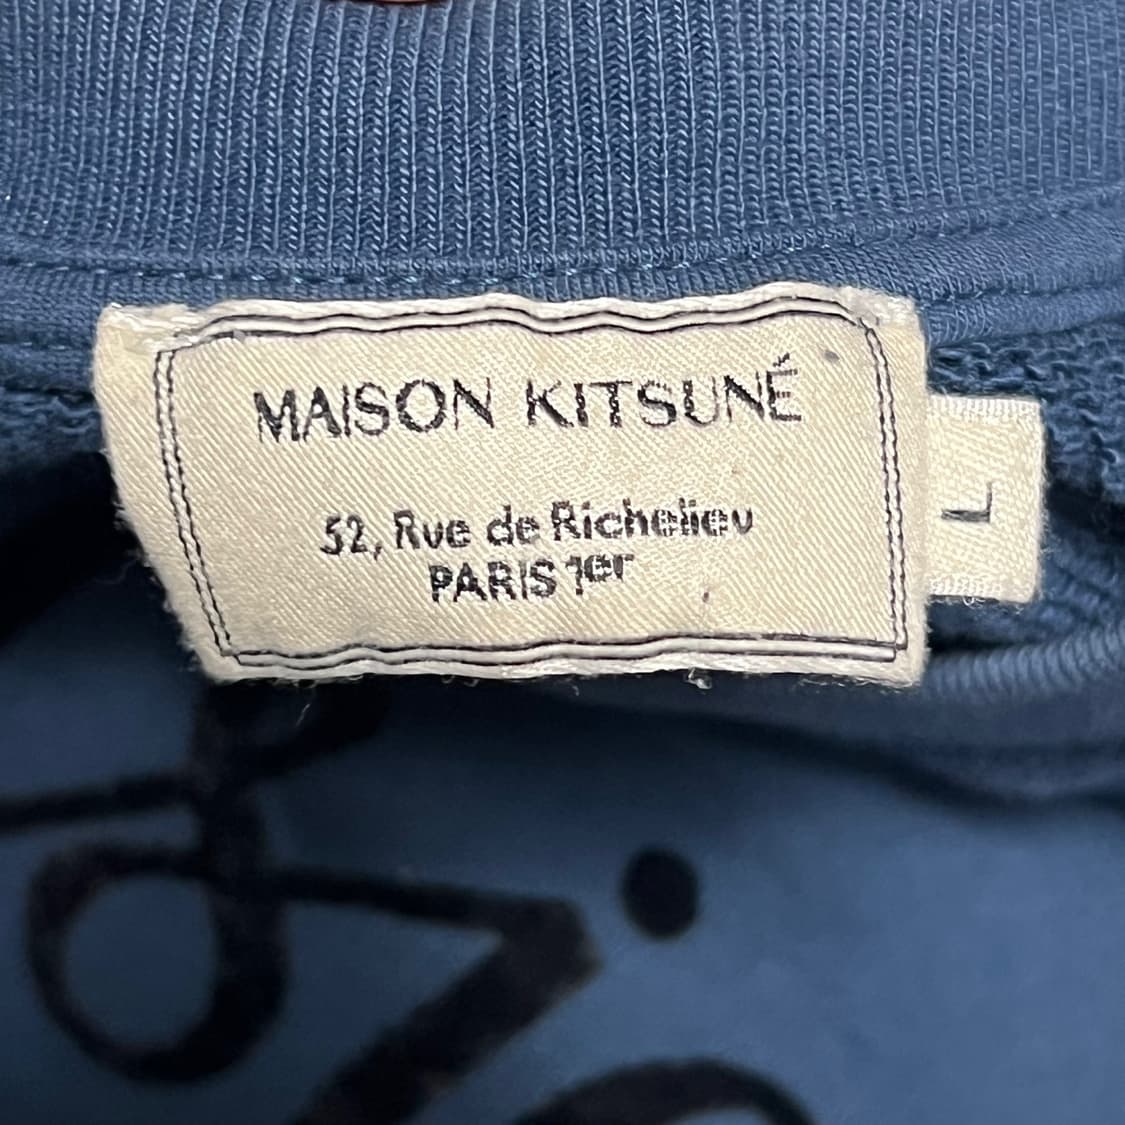 MAISON KITSUNÉ
52, Rue de Richelieu
PARIS 1er
L